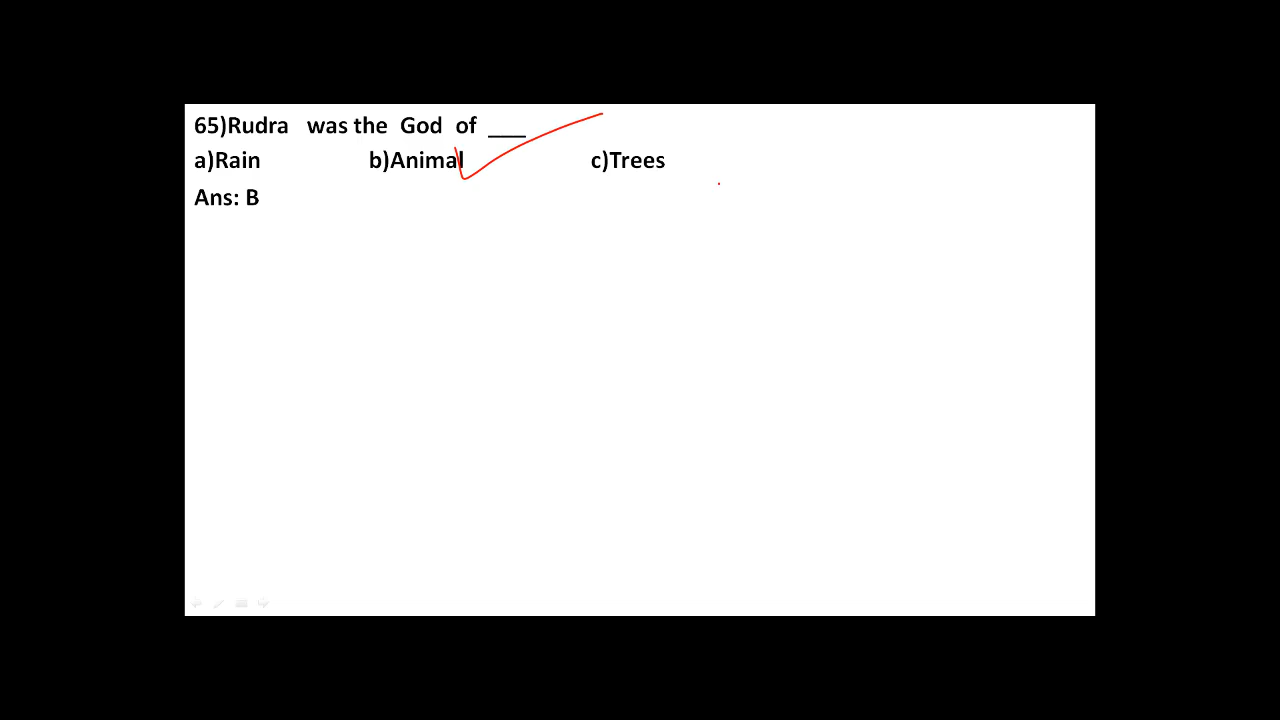 65)Rudra was the God of ___
a)Rain b)Animal c)Trees
Ans: B